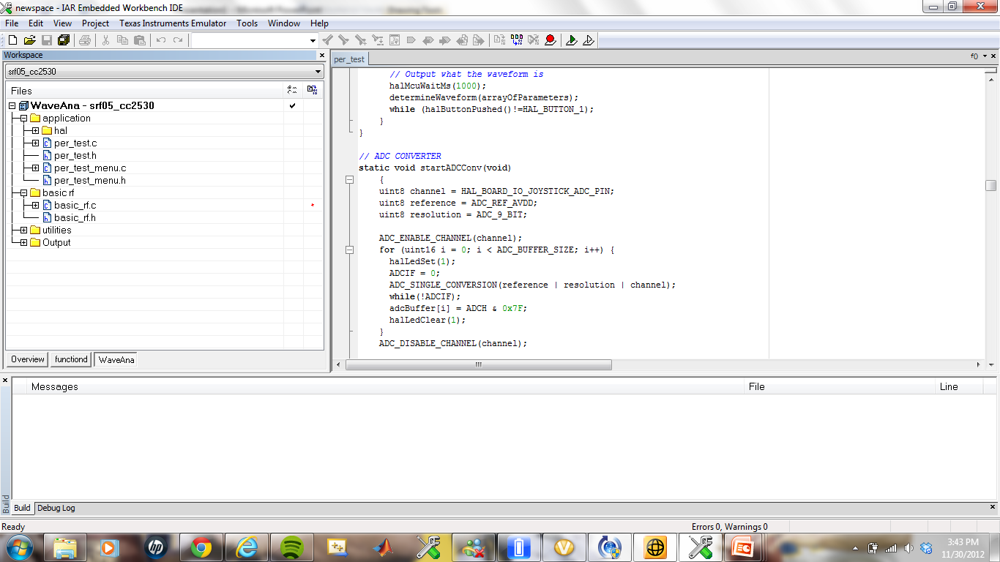 newspace - IAR Embedded Workbench IDE
File Edit View Project Texas Instruments Emulator Tools Window Help
Workspace
srf05_cc2530
Files
WaveAna - srf05_cc2530
application
hal
per_test.c
per_test.h
per_test_menu.c
per_test_menu.h
basic rf
basic_rf.c
basic_rf.h
utilities
Output
Overview functiond WaveAna
per_test
f0
// Output what the waveform is
halMcuWaitMs(1000);
determineWaveform(arrayOfParameters);
while (halButtonPushed()!=HAL_BUTTON_1);
}
}
// ADC CONVERTER
static void startADCConv(void)
{
uint8 channel = HAL_BOARD_IO_JOYSTICK_ADC_PIN;
uint8 reference = ADC_REF_AVDD;
uint8 resolution = ADC_9_BIT;
ADC_ENABLE_CHANNEL(channel);
for (uint16 i = 0; i < ADC_BUFFER_SIZE; i++) {
halLedSet(1);
ADCIF = 0;
ADC_SINGLE_CONVERSION(reference | resolution | channel);
while(!ADCIF);
adcBuffer[i] = ADCH & 0x7F;
halLedClear(1);
}
ADC_DISABLE_CHANNEL(channel);
Messages File Line
Build
Build Debug Log
Ready
Errors 0, Warnings 0
hp
3:43 PM
11/30/2012